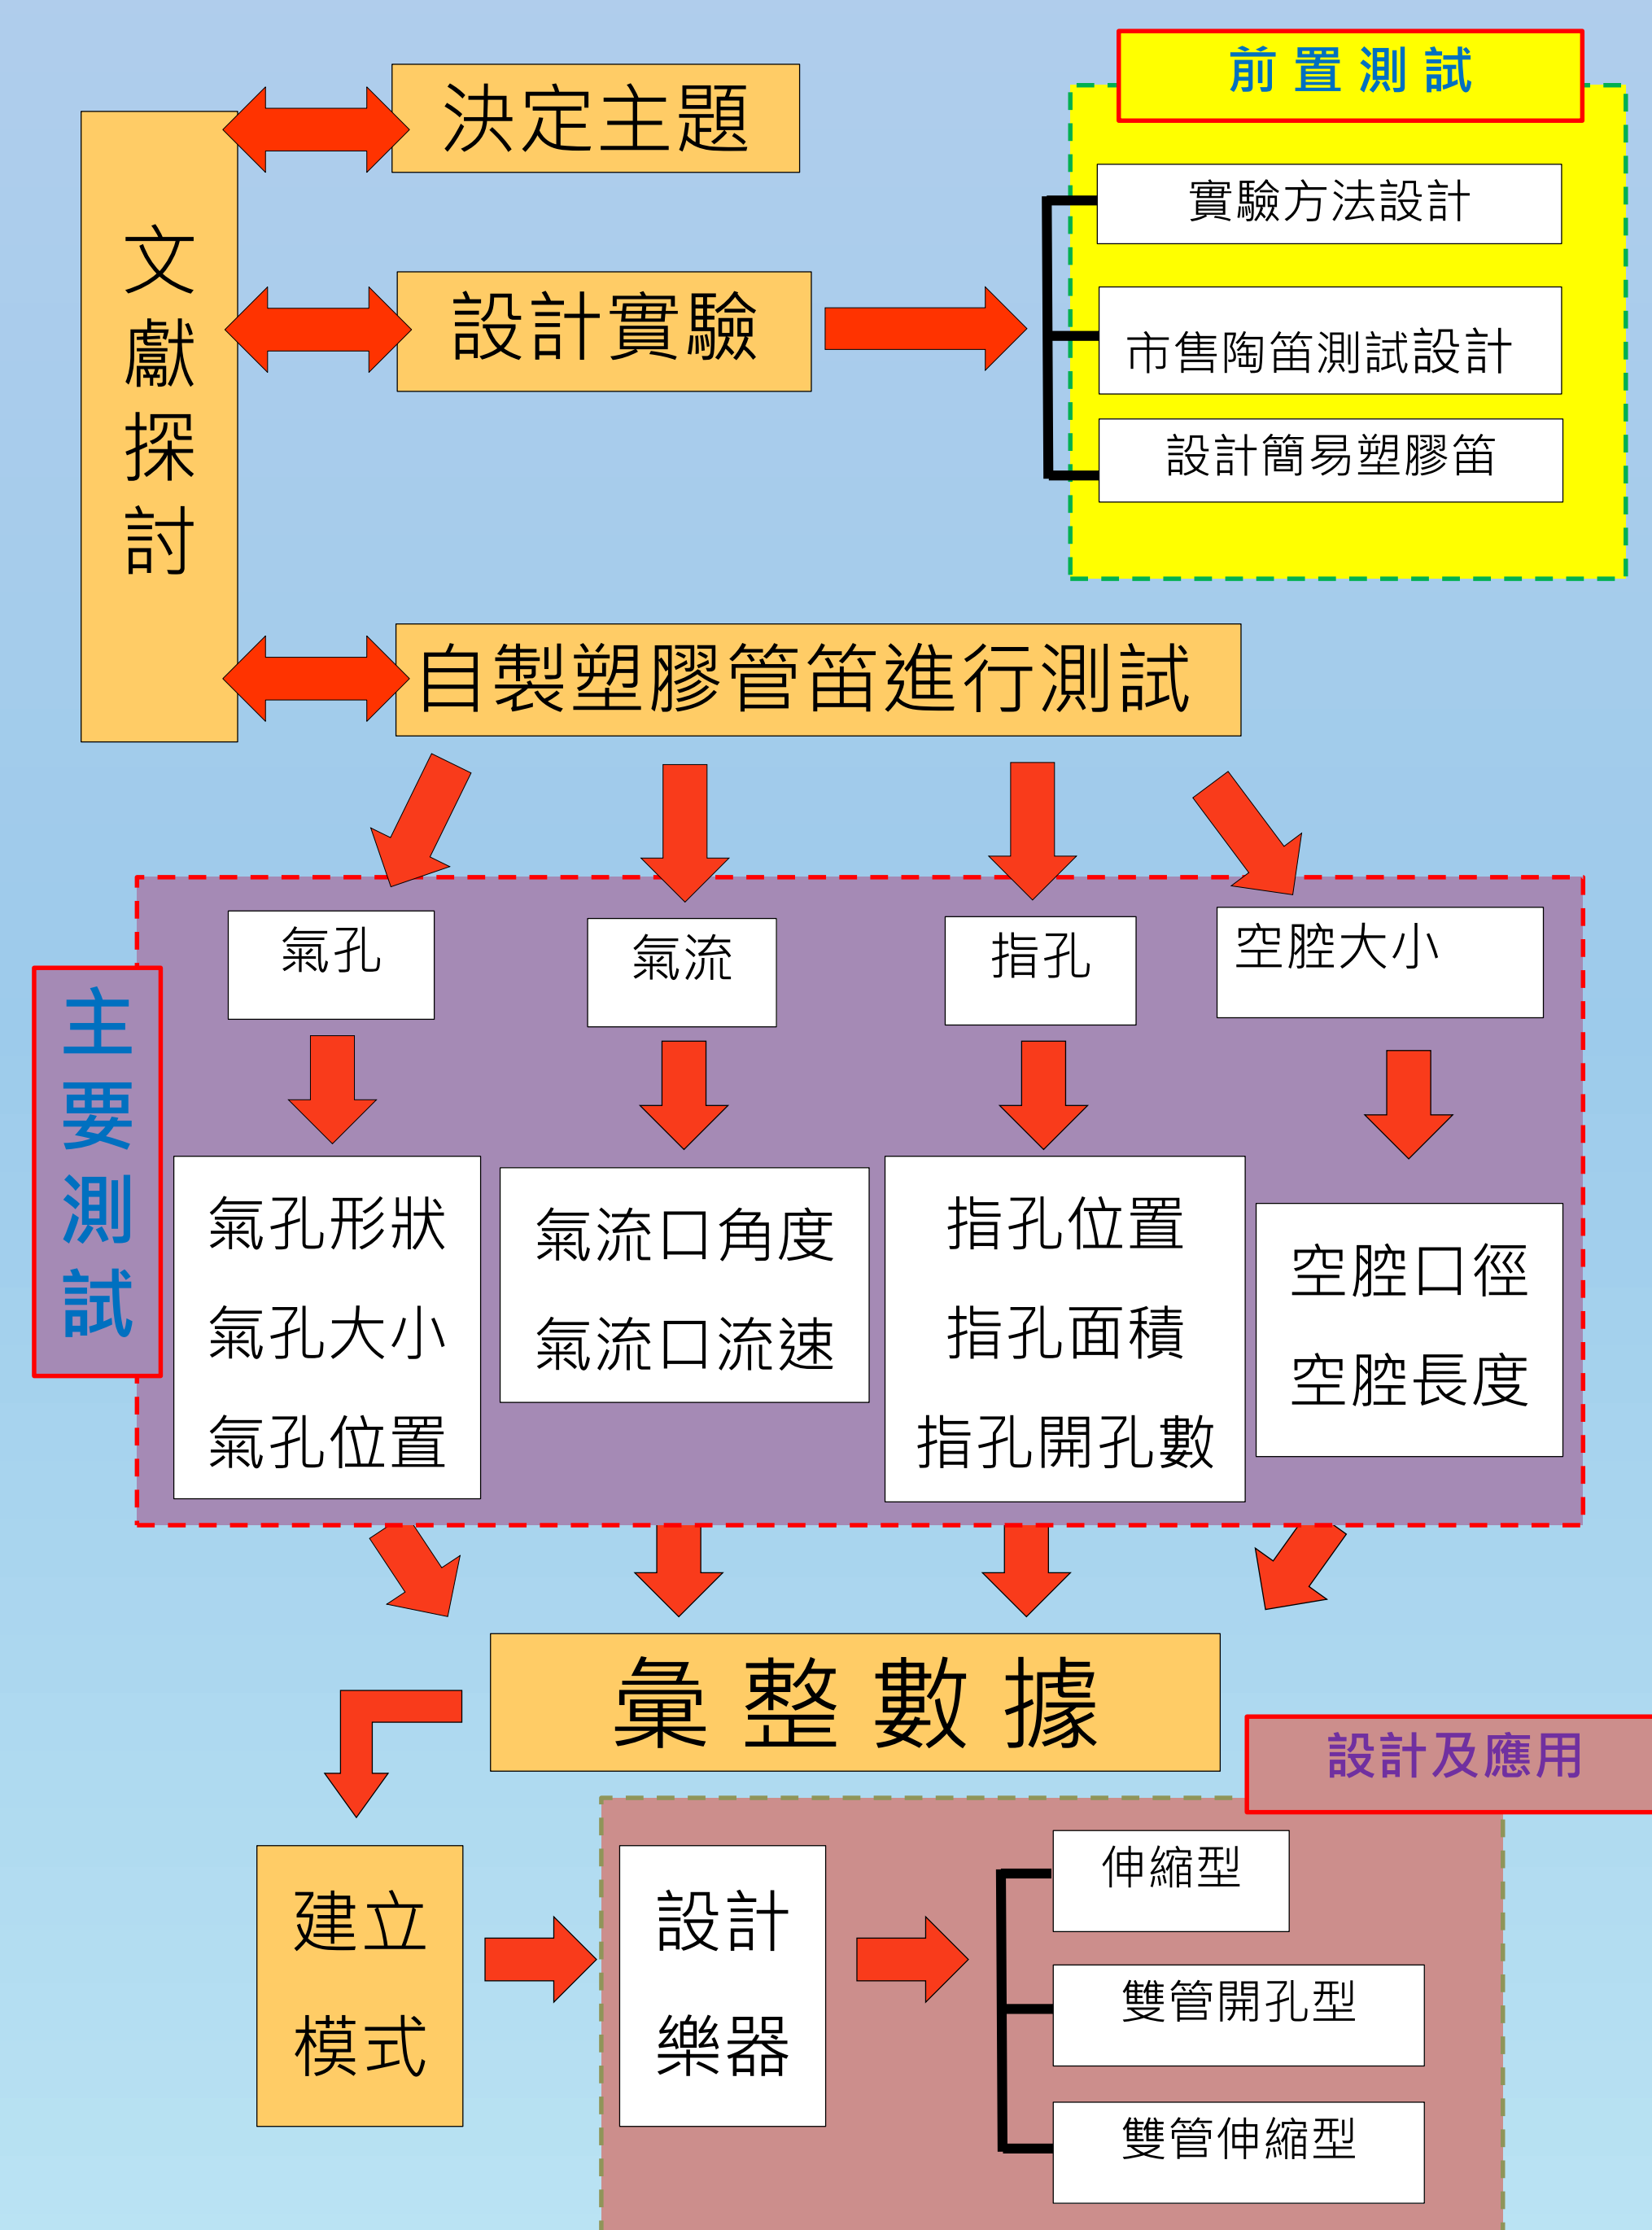 決定主題
前置測試
文獻探討
設計實驗
實驗方法設計
市售陶笛測試設計
設計簡易塑膠笛
自製塑膠管笛進行測試
主要測試
氣孔
氣流
指孔
空腔大小
氣孔形狀
氣孔大小
氣孔位置
氣流口角度
氣流口流速
指孔位置
指孔面積
指孔開孔數
空腔口徑
空腔長度
彙整數據
設計及應用
建立
模式
設計
樂器
伸縮型
雙管開孔型
雙管伸縮型